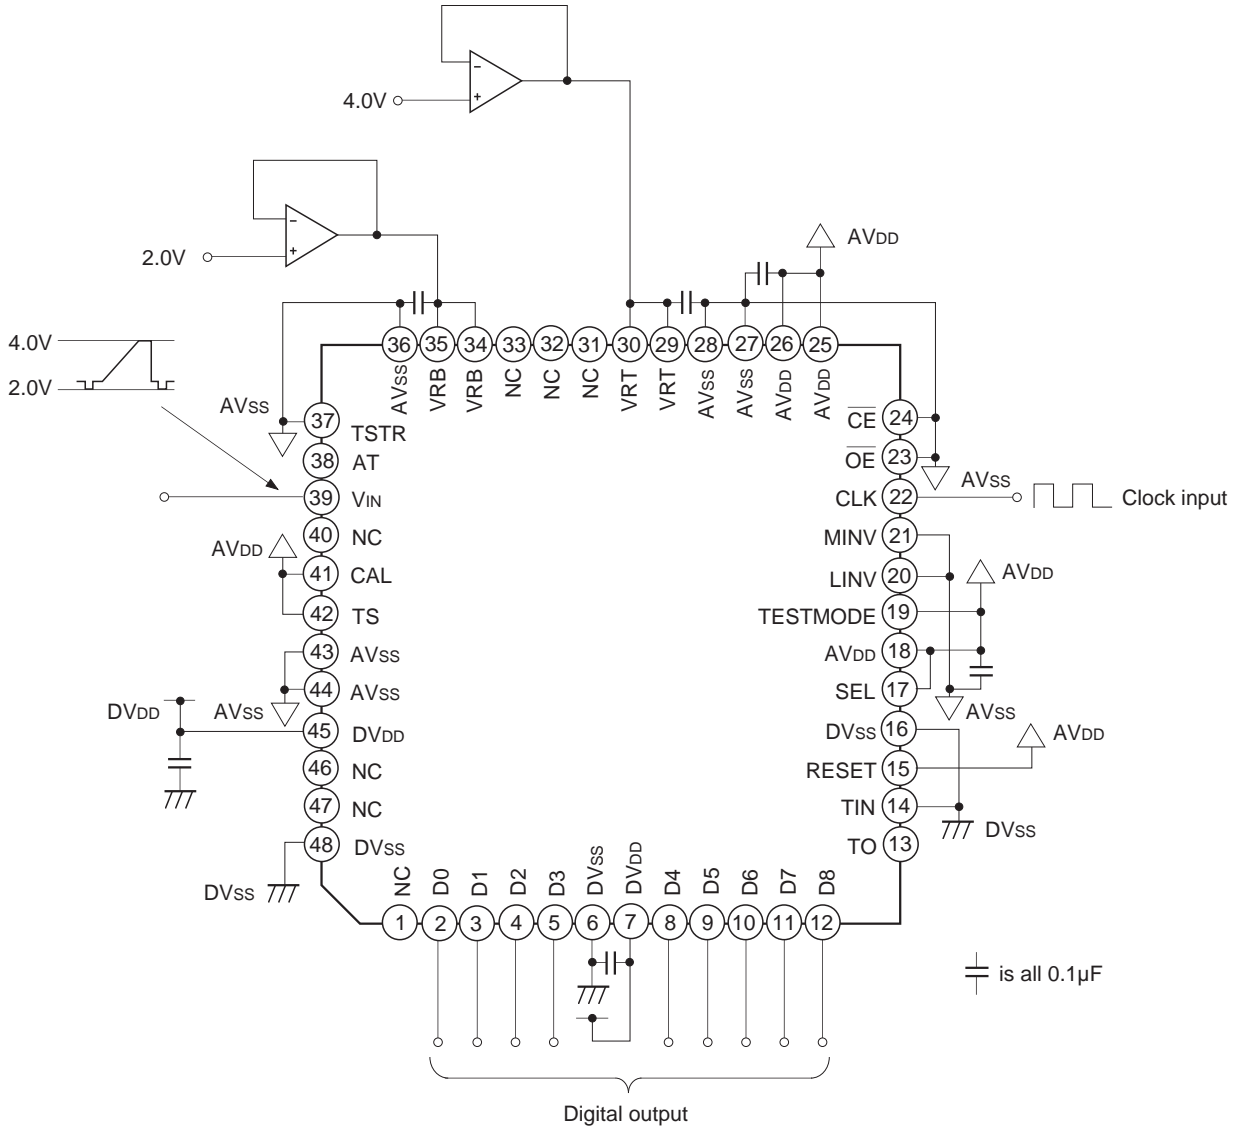 4.0V
−
+
2.0V
−
+
AVDD
4.0V
2.0V
36 35 34 33 32 31 30 29 28 27 26 25
AVSS VRB VRB NC NC NC VRT VRT AVSS AVSS AVDD AVDD
AVSS
37 TSTR
38 AT
39 VIN
40 NC
AVDD
41 CAL
42 TS
43 AVSS
44 AVSS
AVSS
DVDD
45 DVDD
46 NC
47 NC
48 DVSS
DVSS
CE 24
OE 23
AVSS
CLK 22
Clock input
MINV 21
LINV 20
AVDD
TESTMODE 19
AVDD 18
SEL 17
AVSS
DVSS 16
AVDD
RESET 15
TIN 14
DVSS
TO 13
NC D0 D1 D2 D3 DVSS DVDD D4 D5 D6 D7 D8
1 2 3 4 5 6 7 8 9 10 11 12
is all 0.1µF
Digital output